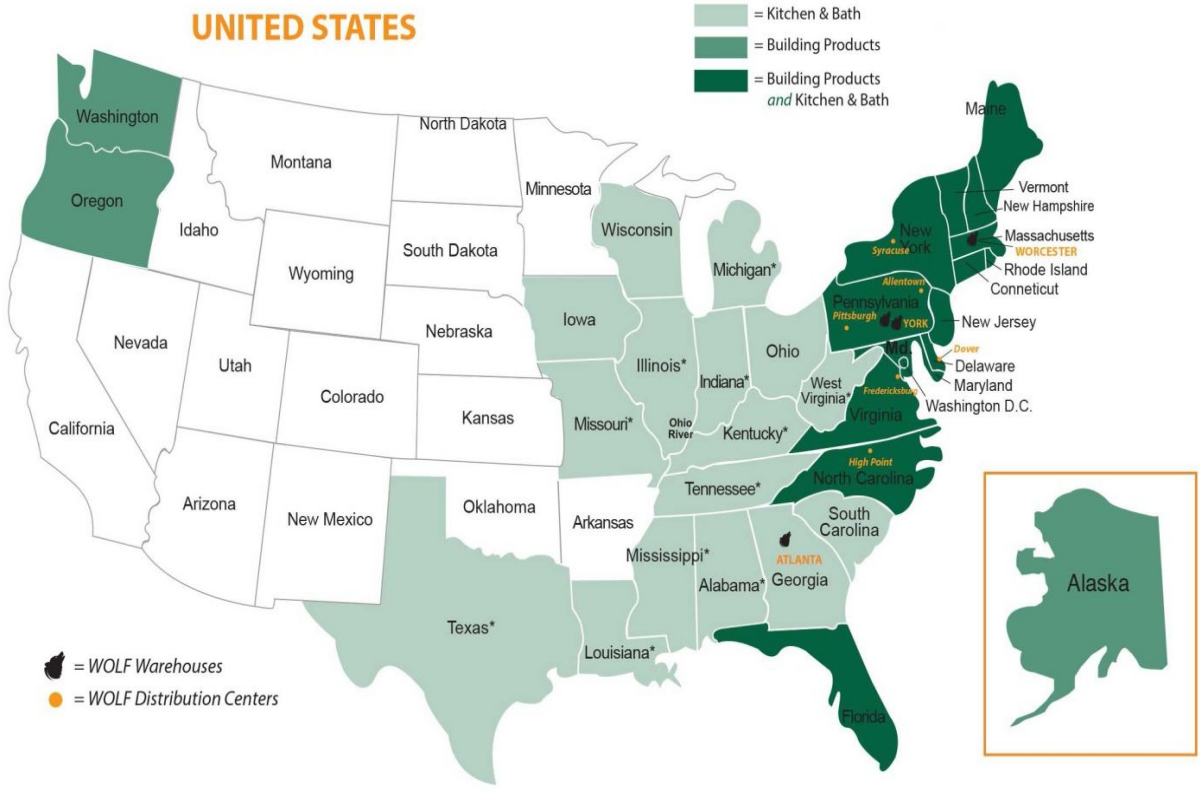 UNITED STATES
= Kitchen & Bath
= Building Products
= Building Products
and Kitchen & Bath
Washington
Oregon
Montana
Idaho
Wyoming
North Dakota
South Dakota
Minnesota
Nebraska
Nevada
Utah
Colorado
Kansas
California
Arizona
New Mexico
Oklahoma
Arkansas
Wisconsin
Michigan*
Iowa
Illinois*
Indiana*
Ohio
Missouri*
Ohio
River
Kentucky*
West
Virginia*
Tennessee*
Mississippi*
Alabama*
ATLANTA
Georgia
South
Carolina
Texas*
Louisiana*
Florida
Maine
Vermont
New Hampshire
New
York
Syracuse
Massachusetts
WORCESTER
Rhode Island
Conneticut
Allentown
Pennsylvania
Pittsburgh
YORK
New Jersey
Md.
Dover
Delaware
Maryland
Fredericksburg
Washington D.C.
Virginia
High Point
North Carolina
Alaska
= WOLF Warehouses
= WOLF Distribution Centers